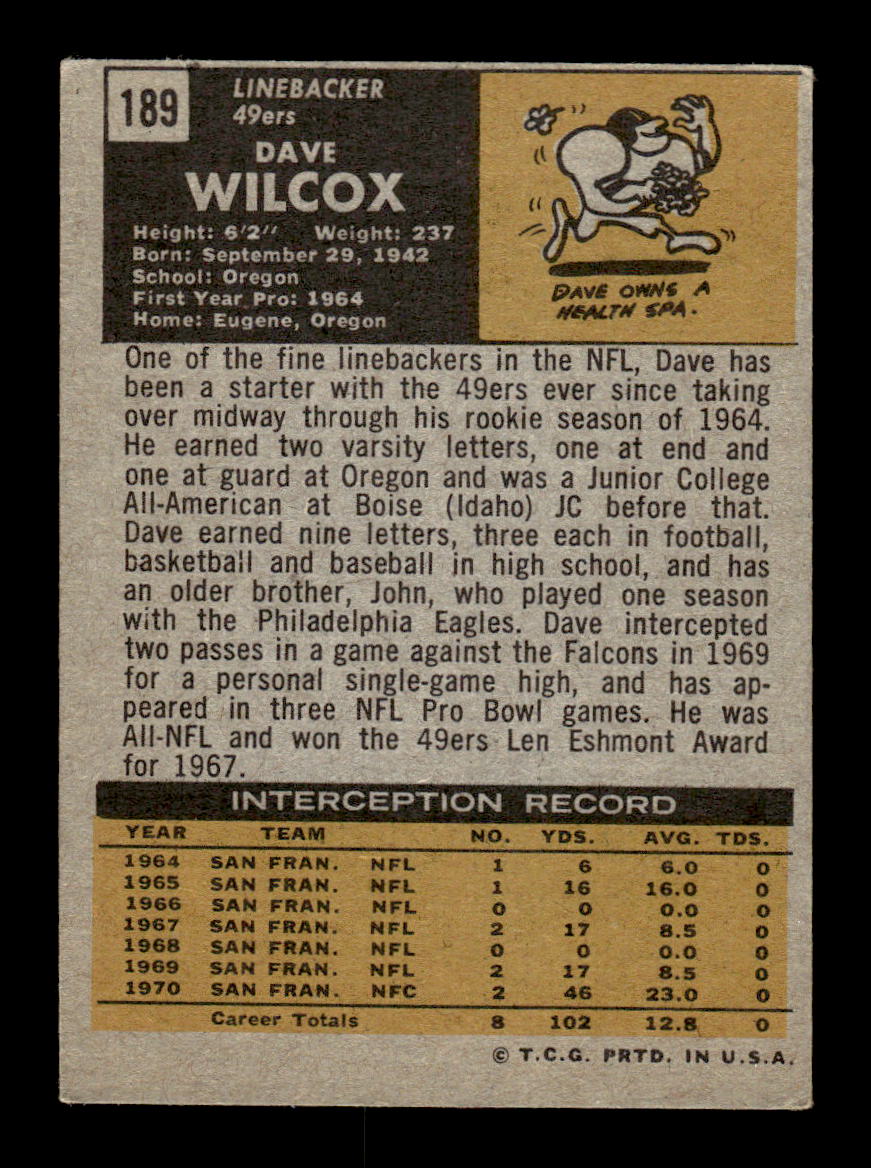 189
LINEBACKER
49ers
DAVE
WILCOX
Height: 6'2" Weight: 237
Born: September 29, 1942
School: Oregon
First Year Pro: 1964
Home: Eugene, Oregon
DAVE OWNS A
HEALTH SPA.
One of the fine linebackers in the NFL, Dave has
been a starter with the 49ers ever since taking
over midway through his rookie season of 1964.
He earned two varsity letters, one at end and
one at guard at Oregon and was a Junior College
All-American at Boise (Idaho) JC before that.
Dave earned nine letters, three each in football,
basketball and baseball in high school, and has
an older brother, John, who played one season
with the Philadelphia Eagles. Dave intercepted
two passes in a game against the Falcons in 1969
for a personal single-game high, and has ap-
peared in three NFL Pro Bowl games. He was
All-NFL and won the 49ers Len Eshmont Award
for 1967.
INTERCEPTION RECORD
YEAR TEAM NO. YDS. AVG. TDS.
1964 SAN FRAN. NFL 1 6 6.0 0
1965 SAN FRAN. NFL 1 16 16.0 0
1966 SAN FRAN. NFL 0 0 0.0 0
1967 SAN FRAN. NFL 2 17 8.5 0
1968 SAN FRAN. NFL 0 0 0.0 0
1969 SAN FRAN. NFL 2 17 8.5 0
1970 SAN FRAN. NFC 2 46 23.0 0
Career Totals 8 102 12.8 0
© T.C.G. PRTD. IN U.S.A.